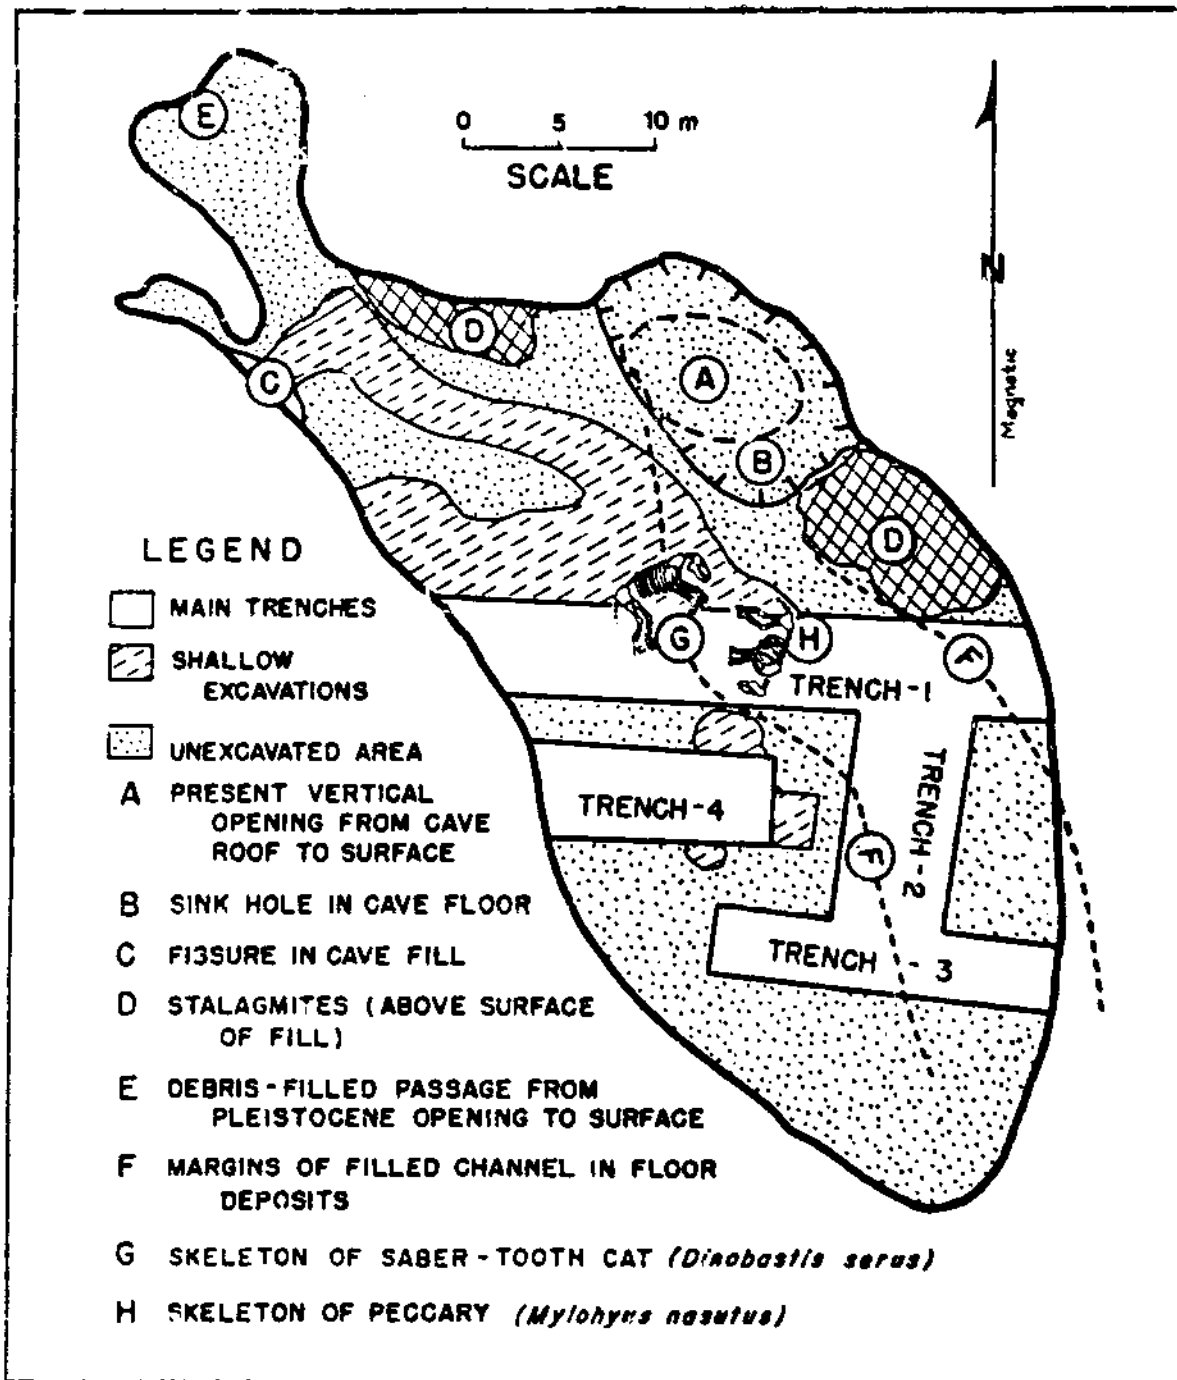 E
0 5 10 m
SCALE
N
Magnetic
D
A
C
B
D
LEGEND
MAIN TRENCHES
SHALLOW
EXCAVATIONS
UNEXCAVATED AREA
G
H
F
TRENCH-1
TRENCH-2
TRENCH-4
F
TRENCH - 3
A PRESENT VERTICAL
OPENING FROM CAVE
ROOF TO SURFACE
B SINK HOLE IN CAVE FLOOR
C FISSURE IN CAVE FILL
D STALAGMITES (ABOVE SURFACE
OF FILL)
E DEBRIS-FILLED PASSAGE FROM
PLEISTOCENE OPENING TO SURFACE
F MARGINS OF FILLED CHANNEL IN FLOOR
DEPOSITS
G SKELETON OF SABER-TOOTH CAT (Dinobastis serus)
H SKELETON OF PECCARY (Mylohyus nasutus)